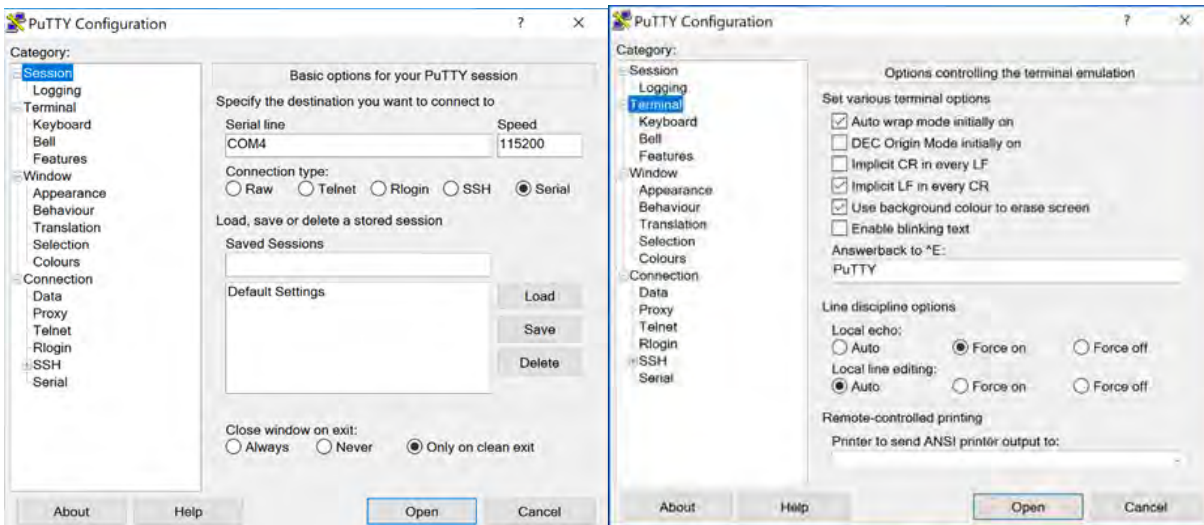 PuTTY Configuration
?
×
Category:
Session
Logging
Terminal
Keyboard
Bell
Features
Window
Appearance
Behaviour
Translation
Selection
Colours
Connection
Data
Proxy
Telnet
Rlogin
SSH
Serial
Basic options for your PuTTY session
Specify the destination you want to connect to
Serial line Speed
COM4 115200
Connection type:
Raw Telnet Rlogin SSH Serial
Load, save or delete a stored session
Saved Sessions
Default Settings
Load
Save
Delete
Close window on exit:
Always Never Only on clean exit
About Help Open Cancel
PuTTY Configuration
?
×
Category:
Session
Logging
Terminal
Keyboard
Bell
Features
Window
Appearance
Behaviour
Translation
Selection
Colours
Connection
Data
Proxy
Telnet
Rlogin
SSH
Serial
Options controlling the terminal emulation
Set various terminal options
Auto wrap mode initially on
DEC Origin Mode initially on
Implicit CR in every LF
Implicit LF in every CR
Use background colour to erase screen
Enable blinking text
Answerback to ^E:
PuTTY
Line discipline options
Local echo:
Auto Force on Force off
Local line editing:
Auto Force on Force off
Remote-controlled printing
Printer to send ANSI printer output to:
About Help Open Cancel